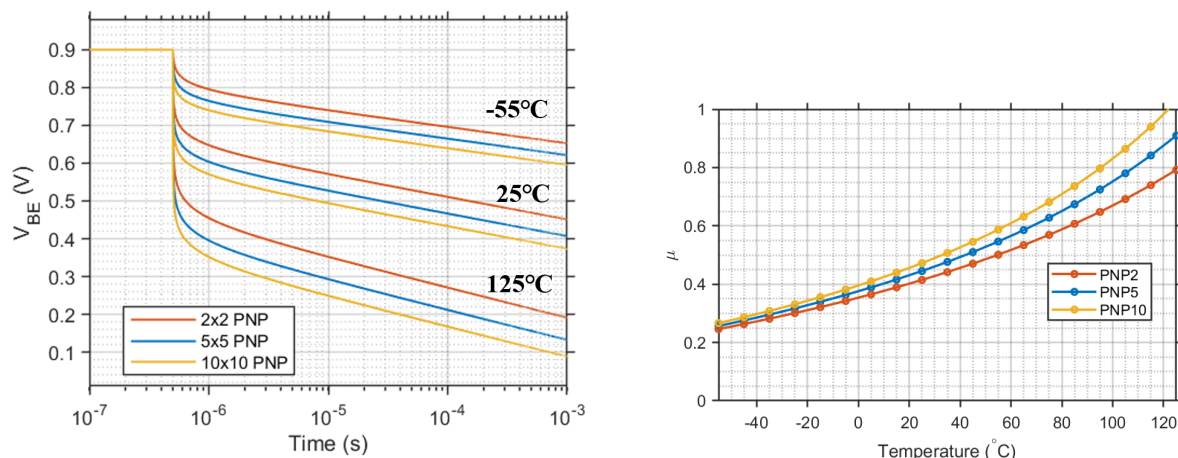 0.9
0.8
0.7
0.6
0.5
0.4
0.3
0.2
0.1
V_BE (V)
-55°C
25°C
125°C
2x2 PNP
5x5 PNP
10x10 PNP
10^-7
10^-6
10^-5
10^-4
10^-3
Time (s)
1
0.8
0.6
0.4
0.2
0
μ
PNP2
PNP5
PNP10
-40
-20
0
20
40
60
80
100
120
Temperature (°C)